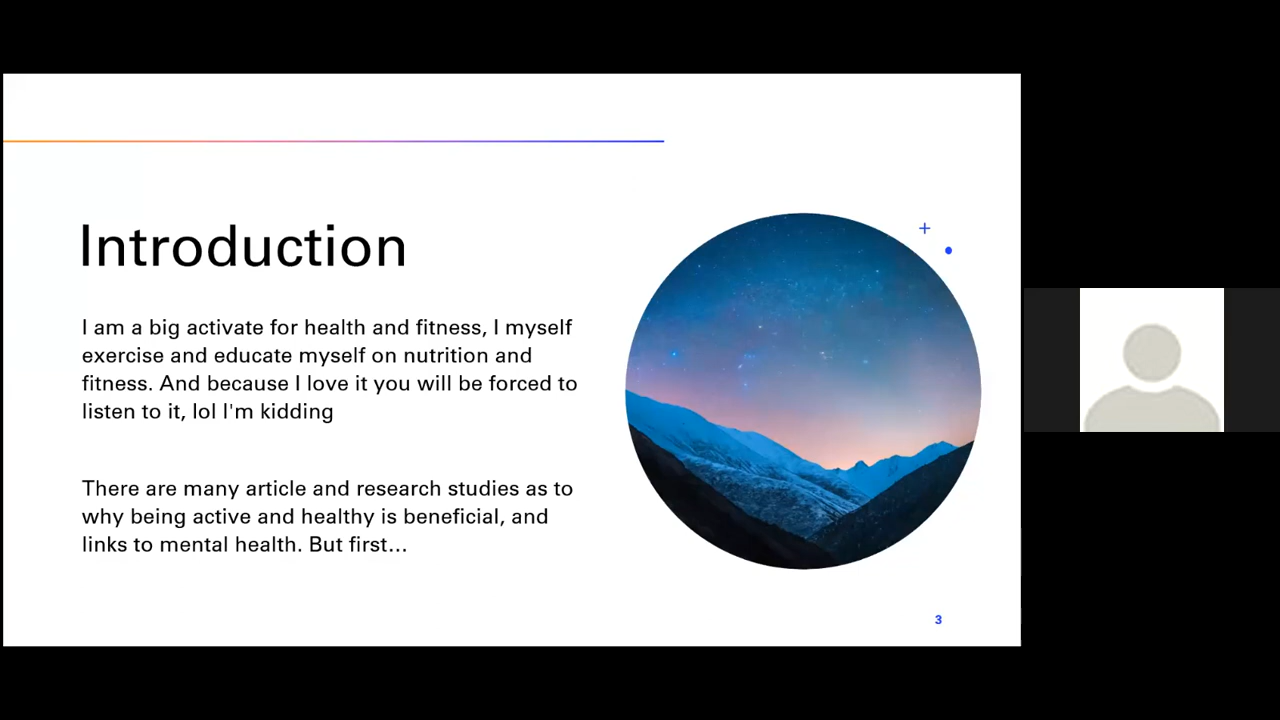 Introduction
I am a big activate for health and fitness, I myself
exercise and educate myself on nutrition and
fitness. And because I love it you will be forced to
listen to it, lol I'm kidding
There are many article and research studies as to
why being active and healthy is beneficial, and
links to mental health. But first...
3